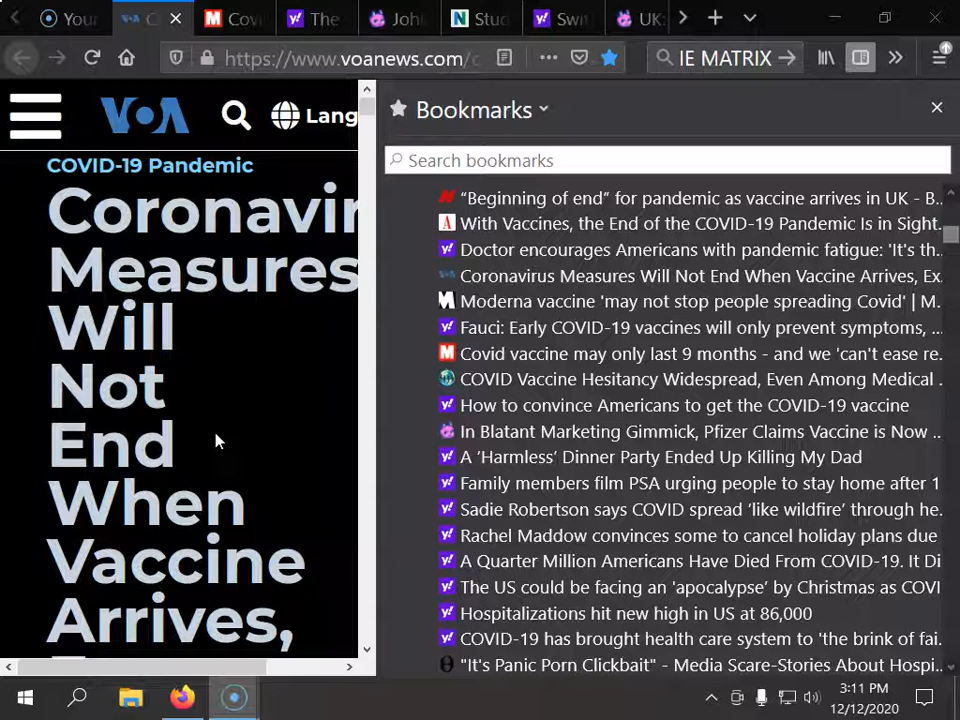 Your
C
Covi
The
Joh
Stud
Swi
UK:
https://www.voanews.com/
IE MATRIX
VOA
Lang
COVID-19 Pandemic
Coronavir
Measures
Will
Not
End
When
Vaccine
Arrives,
Bookmarks
Search bookmarks
“Beginning of end” for pandemic as vaccine arrives in UK - B..
With Vaccines, the End of the COVID-19 Pandemic Is in Sight.
Doctor encourages Americans with pandemic fatigue: 'It's th.
Coronavirus Measures Will Not End When Vaccine Arrives, Ex.
Moderna vaccine 'may not stop people spreading Covid' | M.
Fauci: Early COVID-19 vaccines will only prevent symptoms, ...
Covid vaccine may only last 9 months - and we 'can't ease re.
COVID Vaccine Hesitancy Widespread, Even Among Medical .
How to convince Americans to get the COVID-19 vaccine
In Blatant Marketing Gimmick, Pfizer Claims Vaccine is Now ..
A ‘Harmless’ Dinner Party Ended Up Killing My Dad
Family members film PSA urging people to stay home after 1
Sadie Robertson says COVID spread ‘like wildfire’ through he.
Rachel Maddow convinces some to cancel holiday plans due
A Quarter Million Americans Have Died From COVID-19. It Di
The US could be facing an 'apocalypse' by Christmas as COVI
Hospitalizations hit new high in US at 86,000
COVID-19 has brought health care system to 'the brink of fai.
"It's Panic Porn Clickbait" - Media Scare-Stories About Hospi..
3:11 PM
12/12/2020